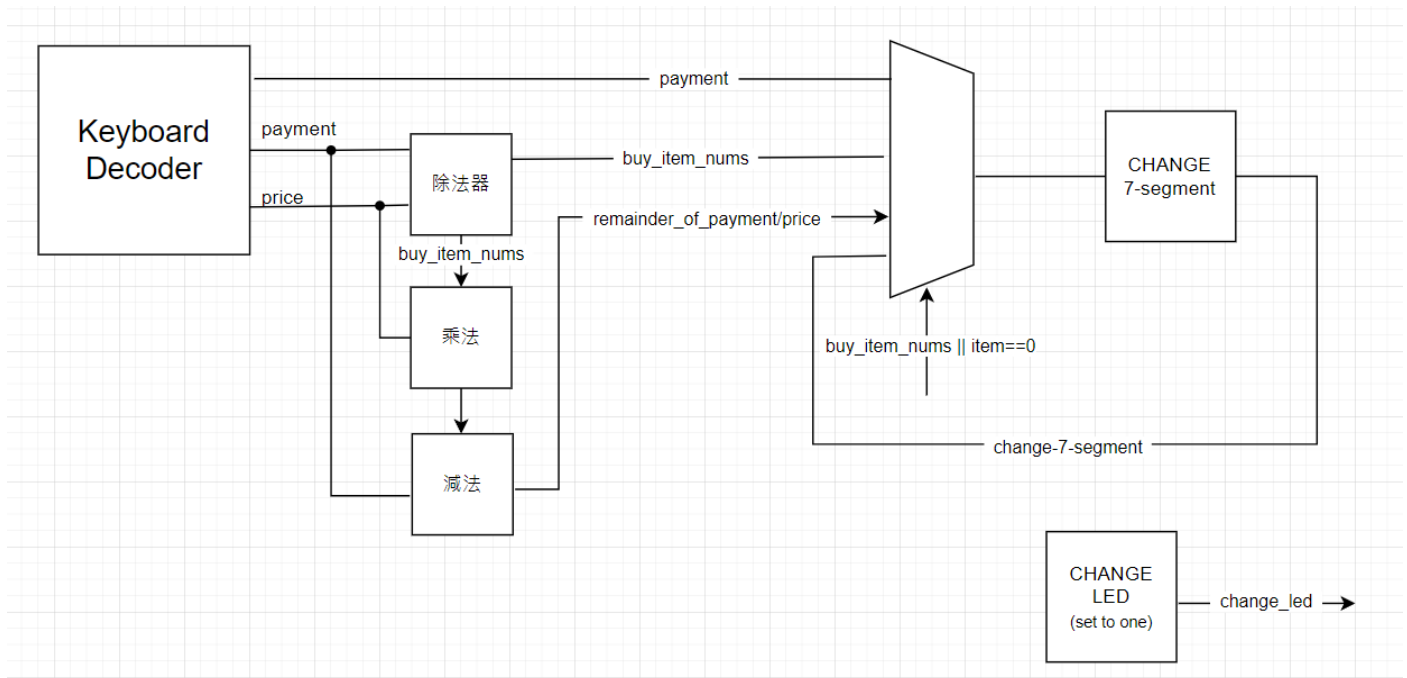 Keyboard
Decoder
payment
payment
price
除法器
buy_item_nums
buy_item_nums
remainder_of_payment/price
乘法
減法
buy_item_nums || item==0
CHANGE
7-segment
change-7-segment
CHANGE
LED
(set to one)
change_led